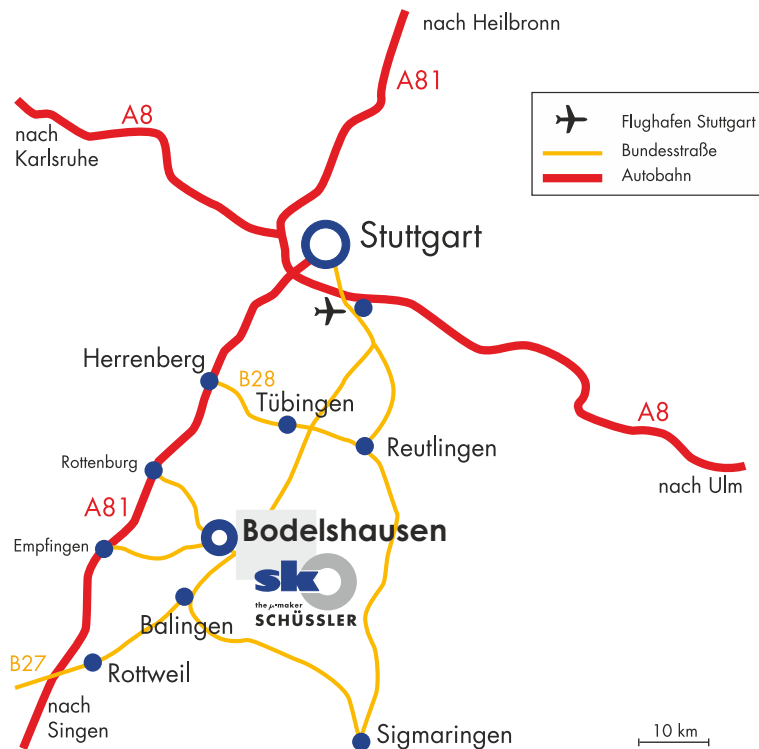 nach Heilbronn
A81
A8
nach
Karlsruhe
Flughafen Stuttgart
Bundesstraße
Autobahn
Stuttgart
Herrenberg
B28
Tübingen
Reutlingen
A8
nach Ulm
Rottenburg
A81
Empfingen
Bodelshausen
sk
the µ-maker
SCHÜSSLER
Balingen
B27
Rottweil
nach
Singen
Sigmaringen
10 km